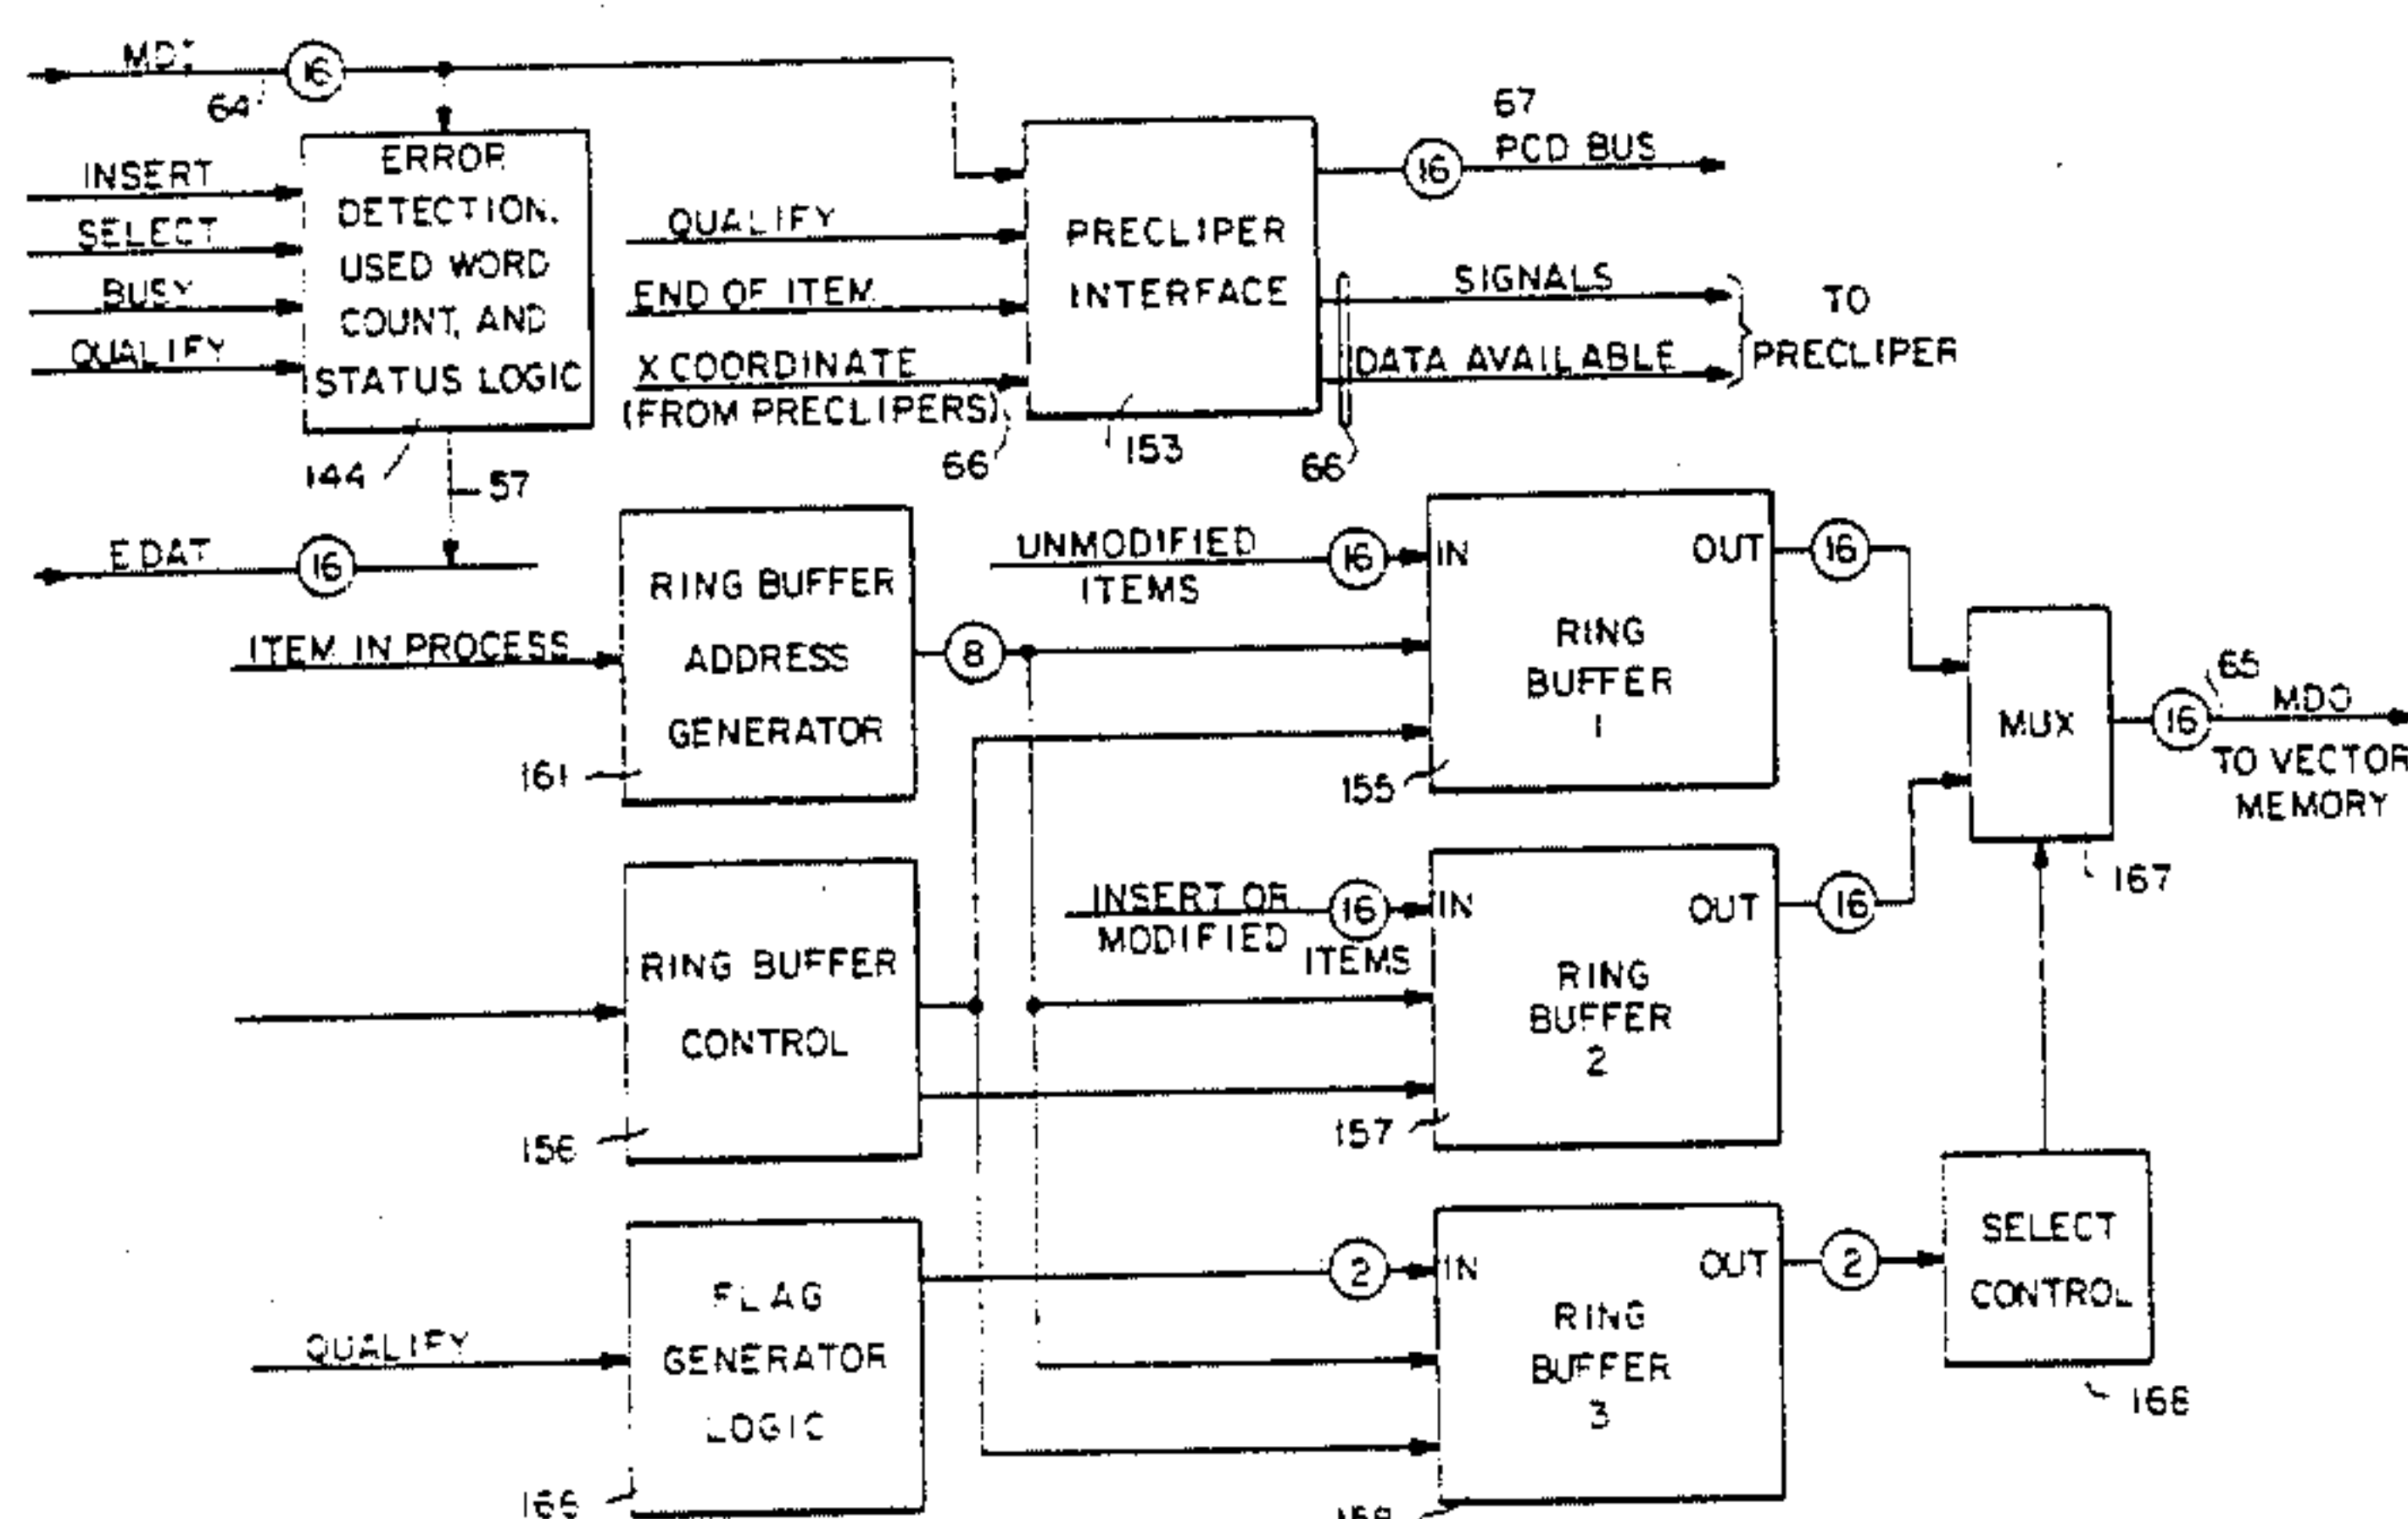 MDI
16
64
ERROR
DETECTION,
USED WORD
COUNT, AND
STATUS LOGIC
INSERT
SELECT
BUSY
QUALIFY
144
57
EDAT
16
QUALIFY
END OF ITEM
X COORDINATE
(FROM PRECLIPERS)
66
PRECLIPER
INTERFACE
153
67
16
PCD BUS
SIGNALS
DATA AVAILABLE
66
TO
PRECLIPER
ITEM IN PROCESS
RING BUFFER
ADDRESS
GENERATOR
161
8
UNMODIFIED
ITEMS
16
IN
OUT
RING
BUFFER
1
155
16
MUX
167
16
65
MDO
TO VECTOR
MEMORY
RING BUFFER
CONTROL
156
INSERT OR
MODIFIED
ITEMS
16
IN
OUT
RING
BUFFER
2
157
16
QUALIFY
FLAG
GENERATOR
LOGIC
2
IN
OUT
RING
BUFFER
3
2
SELECT
CONTROL